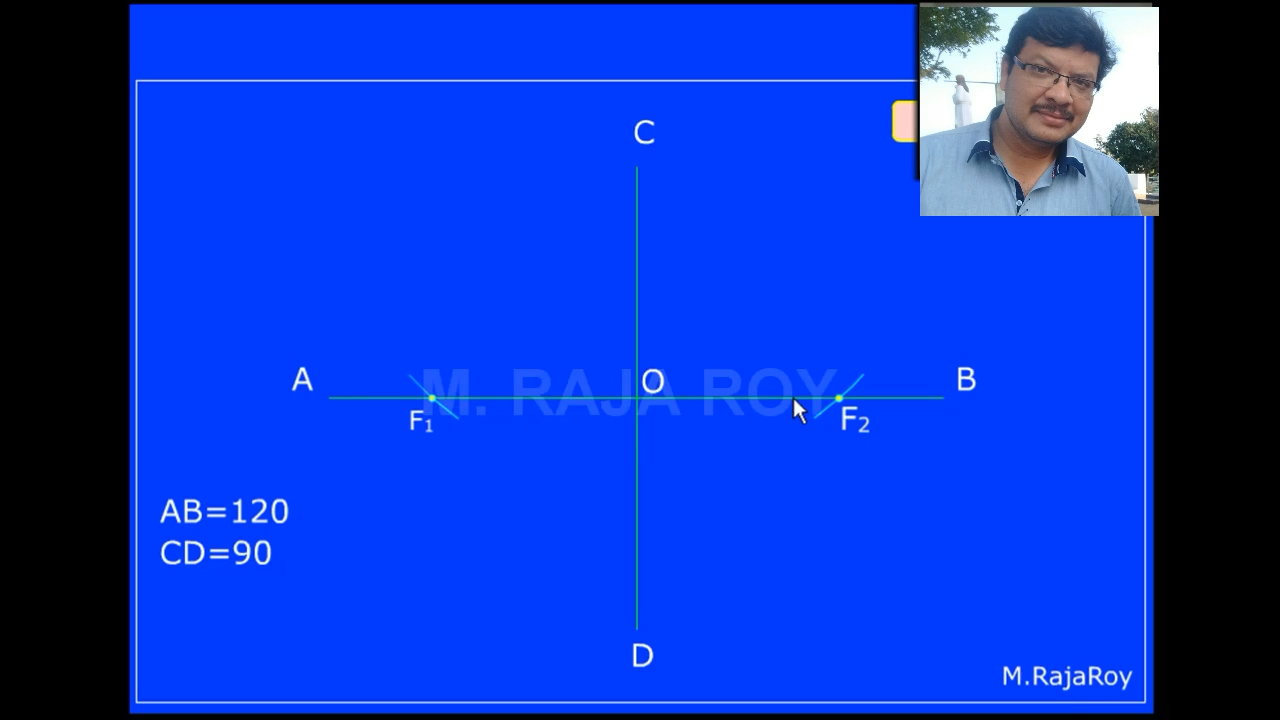 C
A
M. RAJA ROY
O
B
F₁
F₂
AB=120
CD=90
D
M.RajaRoy